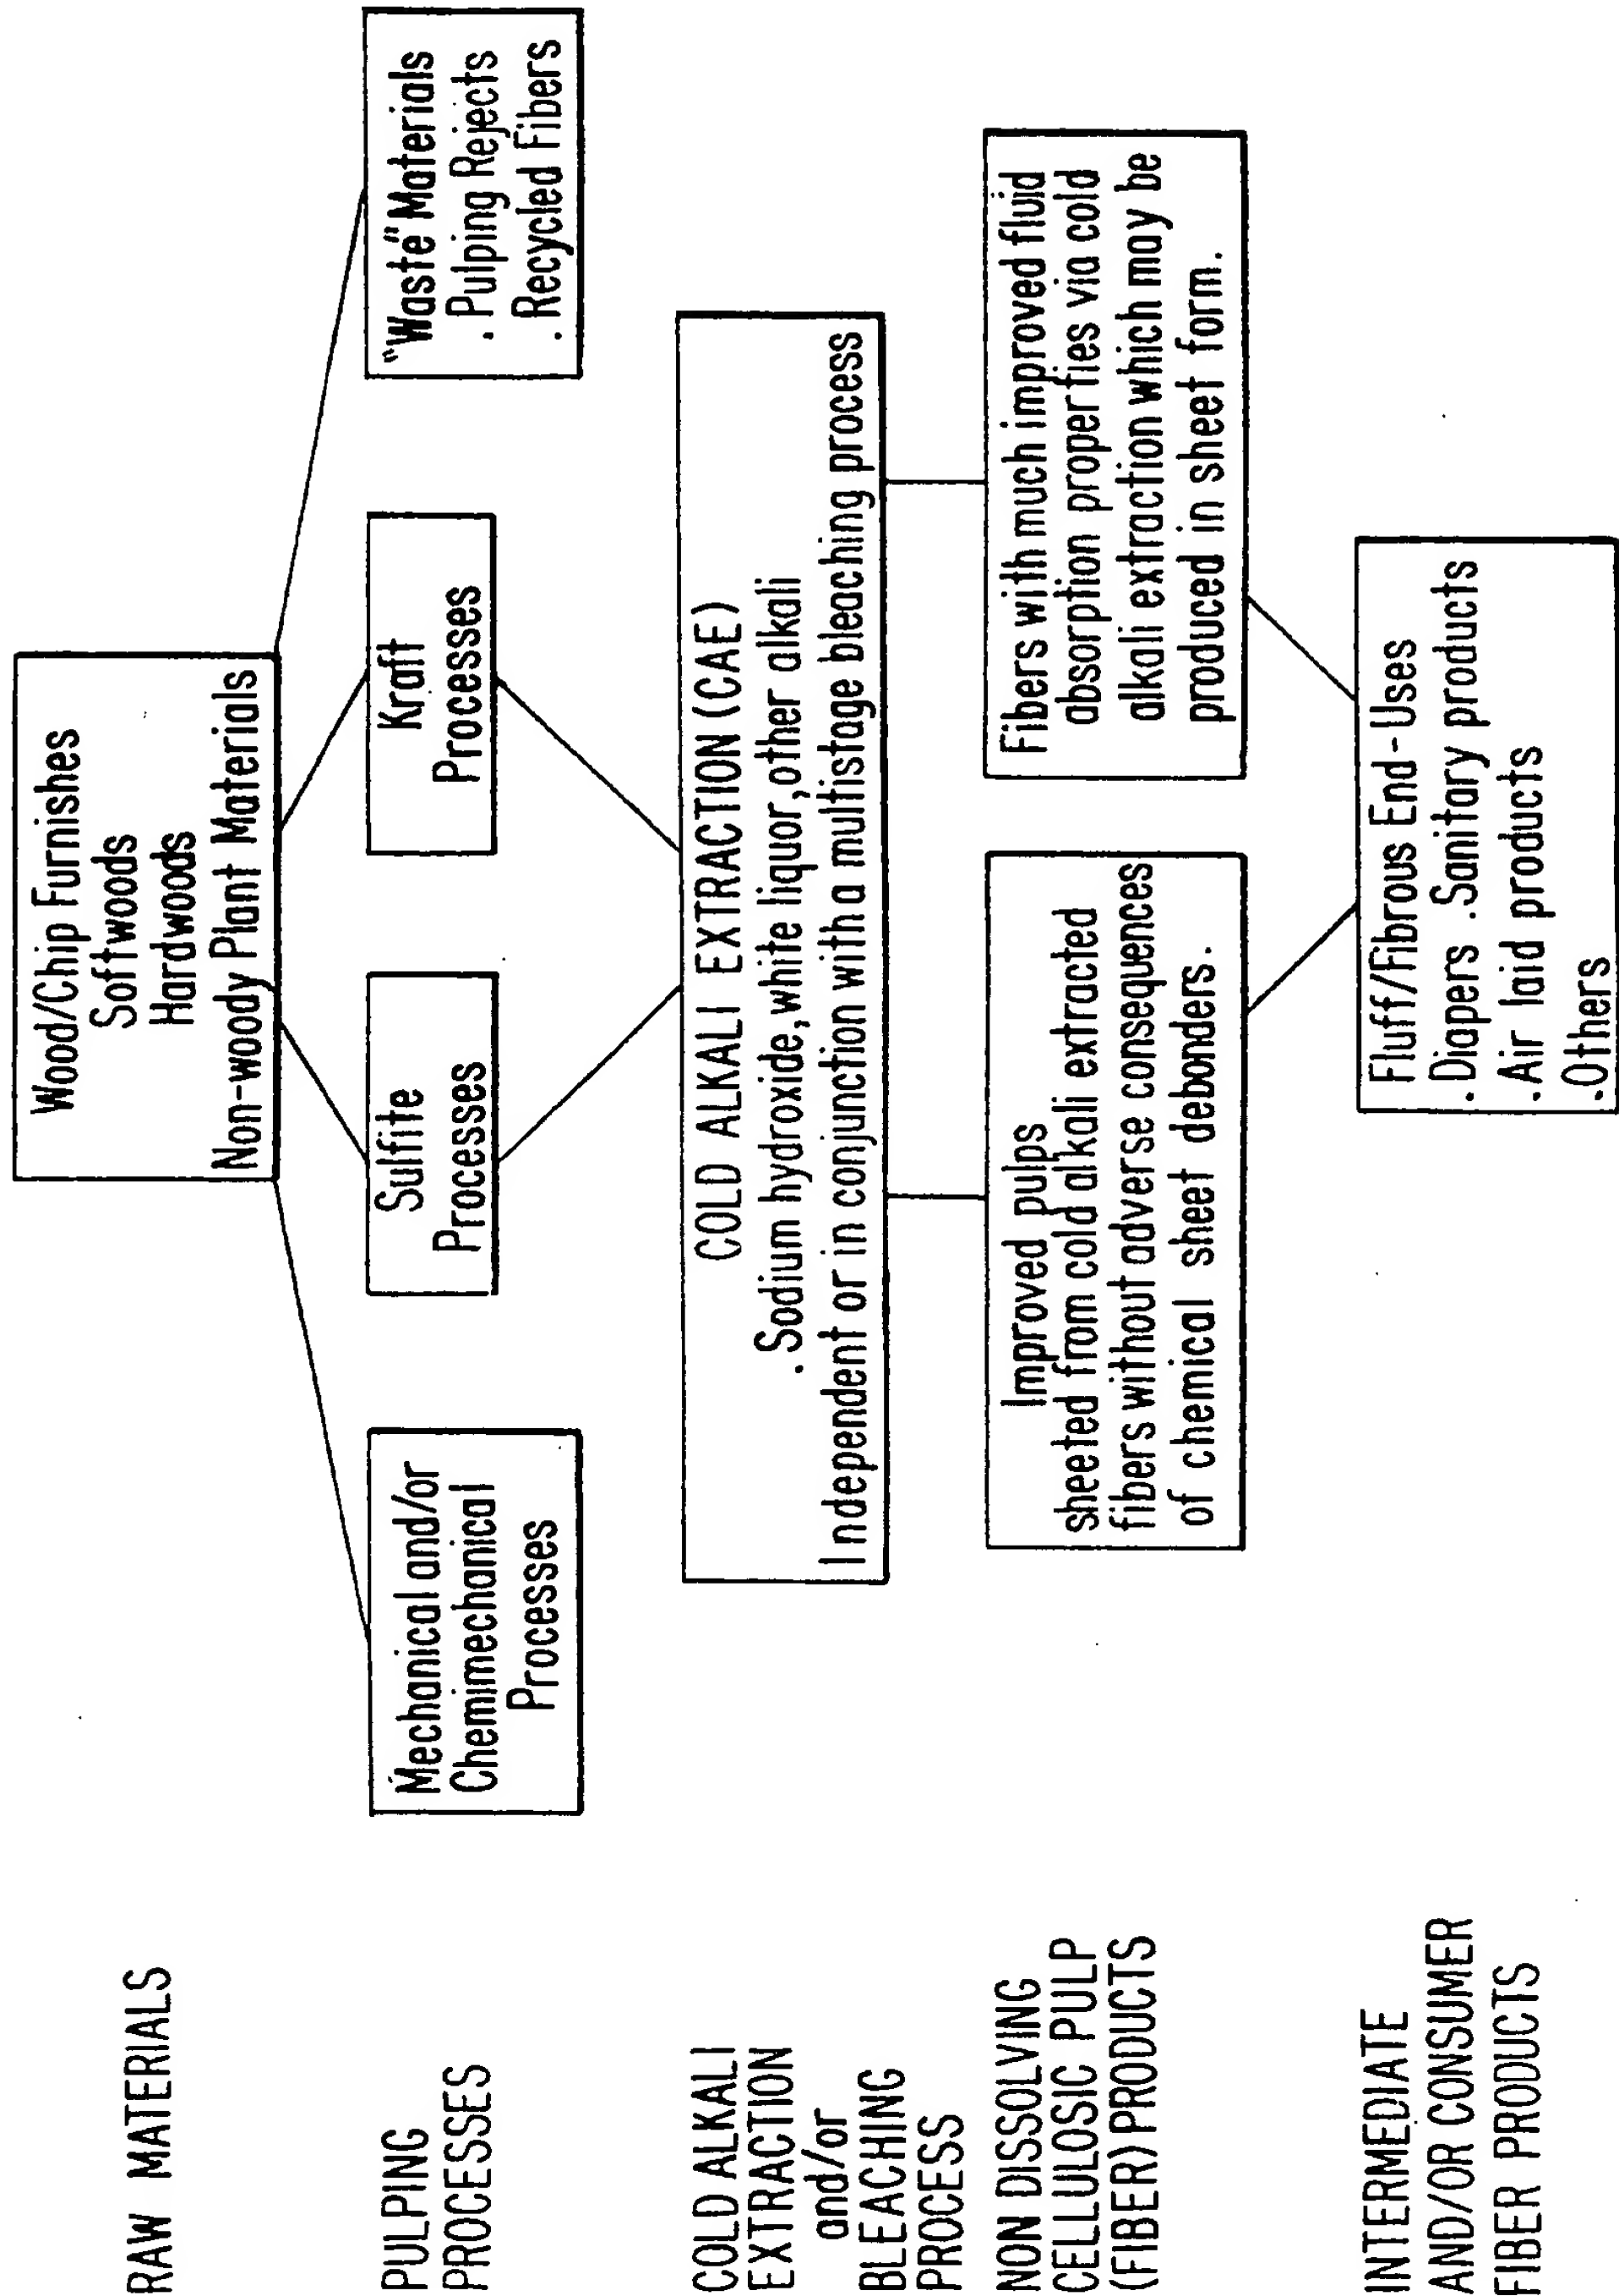 RAW MATERIALS
Wood/Chip Furnishes
Softwoods
Hardwoods
Non-woody Plant Materials
PULPING
PROCESSES
Mechanical and/or
Chemimechanical
Processes
Sulfite
Processes
Kraft
Processes
"Waste" Materials
. Pulping Rejects
. Recycled Fibers
COLD ALKALI
EXTRACTION
and/or
BLEACHING
PROCESS
COLD ALKALI EXTRACTION (CAE)
. Sodium hydroxide, white liquor, other alkali
Independent or in conjunction with a multistage bleaching process
NON DISSOLVING
CELLULOSIC PULP
(FIBER) PRODUCTS
Improved pulps
sheeted from cold alkali extracted
fibers without adverse consequences
of chemical sheet debonders.
Fibers with much improved fluid
absorption properties via cold
alkali extraction which may be
produced in sheet form.
INTERMEDIATE
AND/OR CONSUMER
FIBER PRODUCTS
Fluff/Fibrous End-Uses
. Diapers . Sanitary products
. Air laid products
. Others